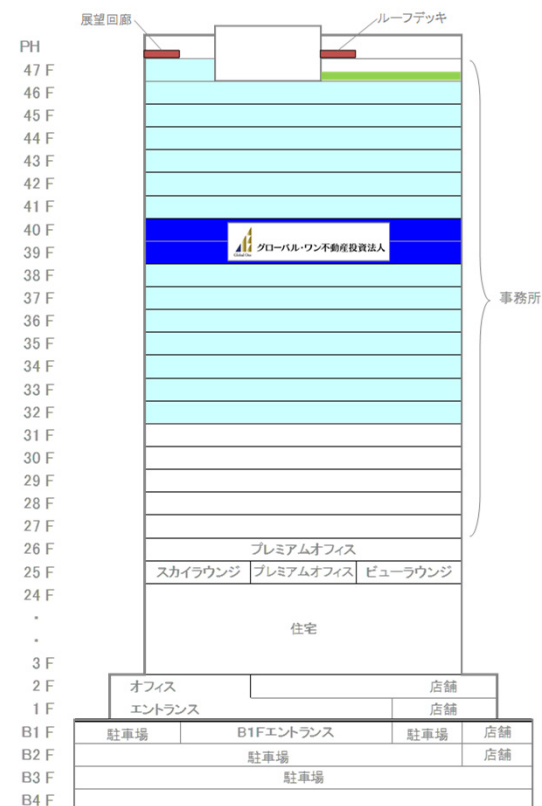 展望回廊 ルーフデッキ
PH
47 F
46 F
45 F
44 F
43 F
42 F
41 F
40 F
Global One グローバル・ワン不動産投資法人
39 F
38 F
37 F 事務所
36 F
35 F
34 F
33 F
32 F
31 F
30 F
29 F
28 F
27 F
26 F プレミアムオフィス
25 F スカイラウンジ プレミアムオフィス ビューラウンジ
24 F
・
住宅
・
3 F
2 F オフィス 店舗
1 F エントランス 店舗
B1 F 駐車場 B1Fエントランス 駐車場 店舗
B2 F 駐車場 店舗
B3 F 駐車場
B4 F